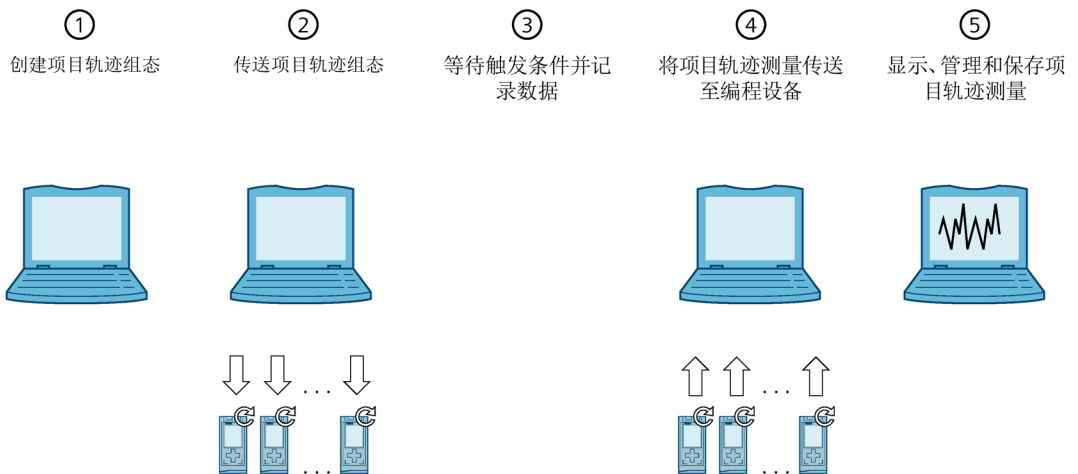 ①
创建项目轨迹组态
②
传送项目轨迹组态
③
等待触发条件并记
录数据
④
将项目轨迹测量传送
至编程设备
⑤
显示、管理和保存项
目轨迹测量
...
...
...
...